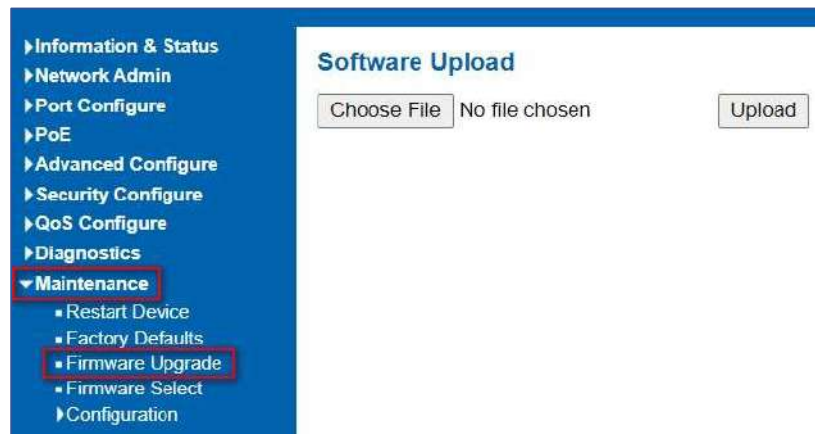 Information & Status
Network Admin
Port Configure
PoE
Advanced Configure
Security Configure
QoS Configure
Diagnostics
Maintenance
Restart Device
Factory Defaults
Firmware Upgrade
Firmware Select
Configuration
Software Upload
Choose File No file chosen Upload